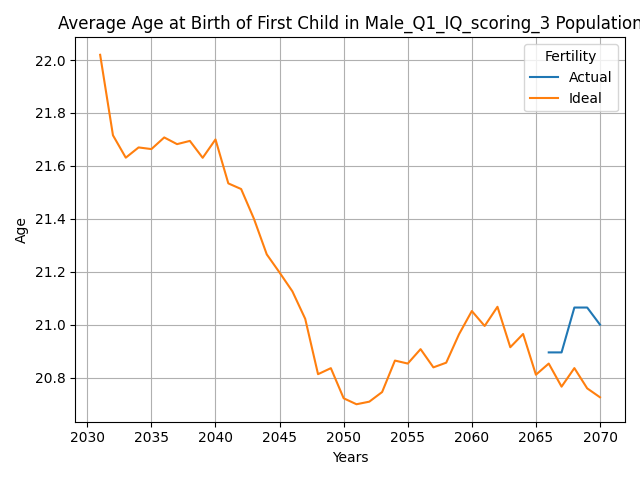 Average Age at Birth of First Child in Male_Q1_IQ_scoring_3 Population
Fertility
Actual
Ideal
22.0
21.8
21.6
21.4
21.2
21.0
20.8
Age
2030
2035
2040
2045
2050
2055
2060
2065
2070
Years